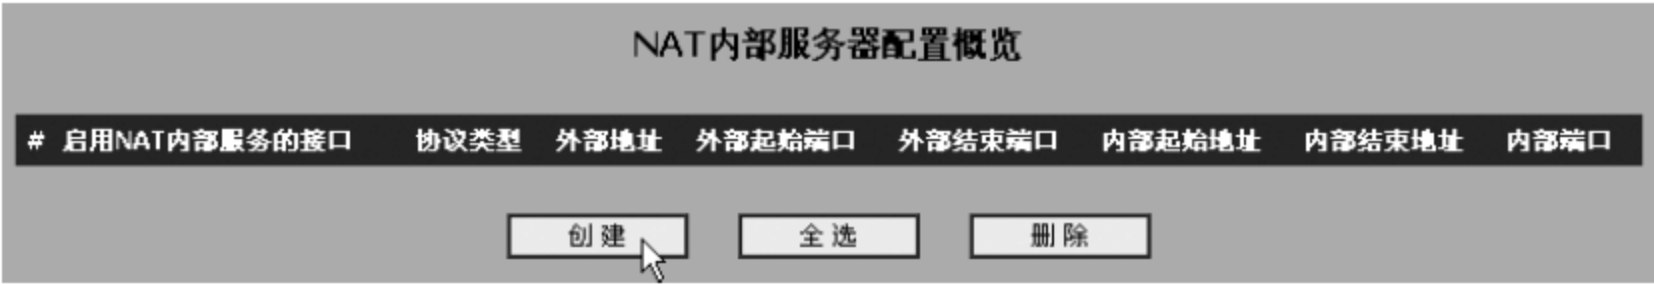 NAT内部服务器配置概览
# 启用NAT内部服务的接口 协议类型 外部地址 外部起始端口 外部结束端口 内部起始地址 内部结束地址 内部端口
创建 全选 删除